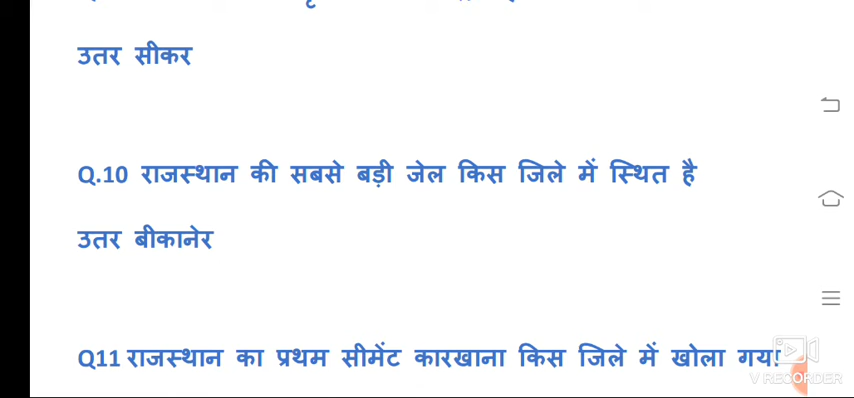 उतर सीकर
Q.10 राजस्थान की सबसे बड़ी जेल किस जिले में स्थित है
उतर बीकानेर
Q11 राजस्थान का प्रथम सीमेंट कारखाना किस जिले में खोला गया
V RECORDER